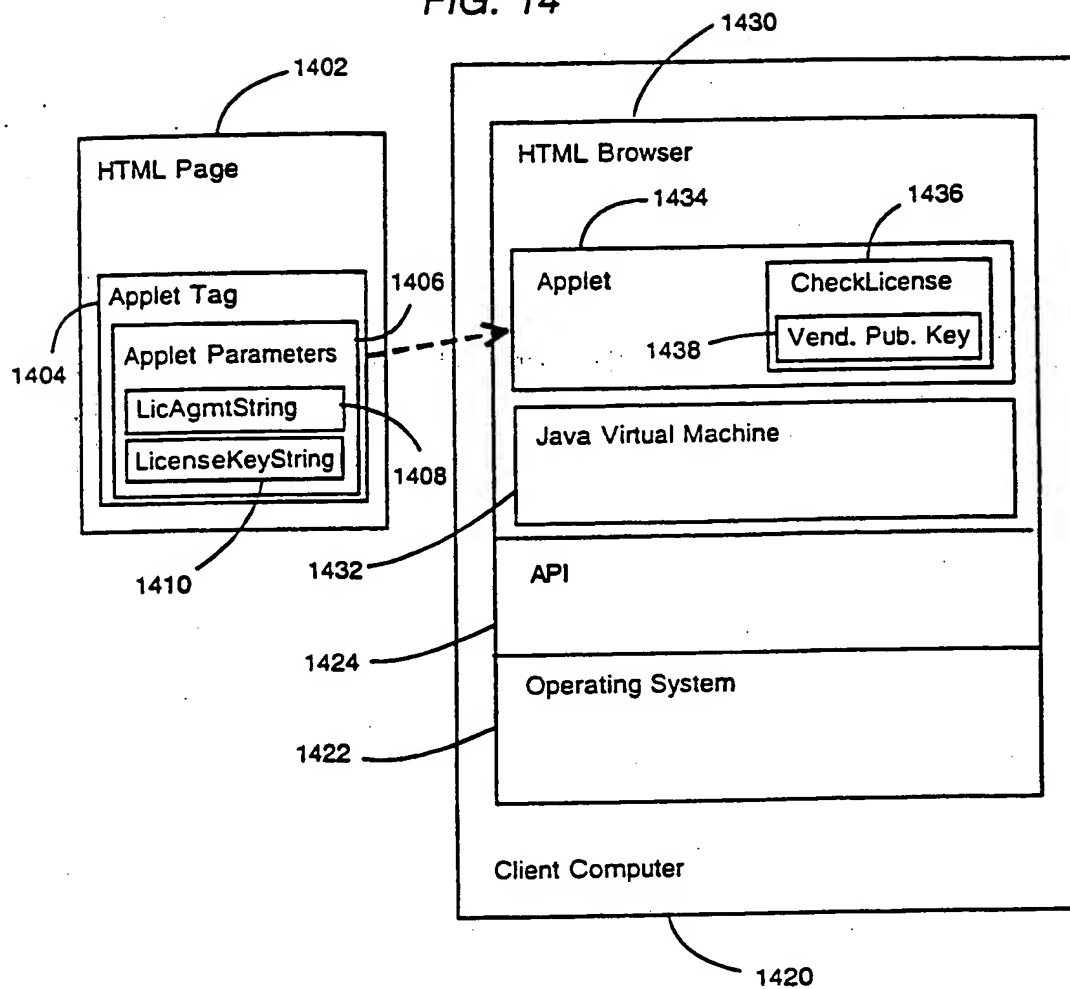 FIG. 14
1430
1402
HTML Page
HTML Browser
1434
1436
Applet
CheckLicense
1406
Applet Tag
Vend. Pub. Key
1438
Applet Parameters
1404
LicAgmtString
Java Virtual Machine
LicenseKeyString
1408
1432
1410
API
1424
Operating System
1422
Client Computer
1420